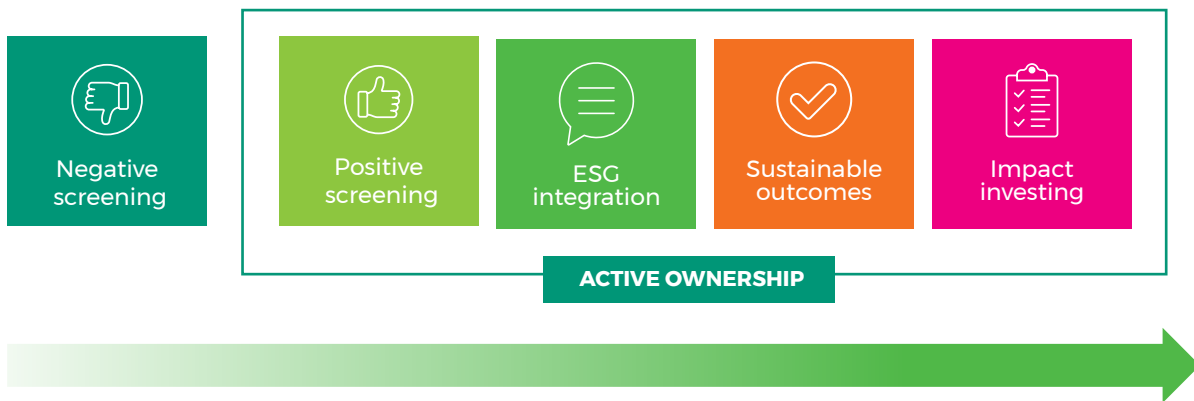 Negative
screening
Positive
screening
ESG
integration
Sustainable
outcomes
Impact
investing
ACTIVE OWNERSHIP